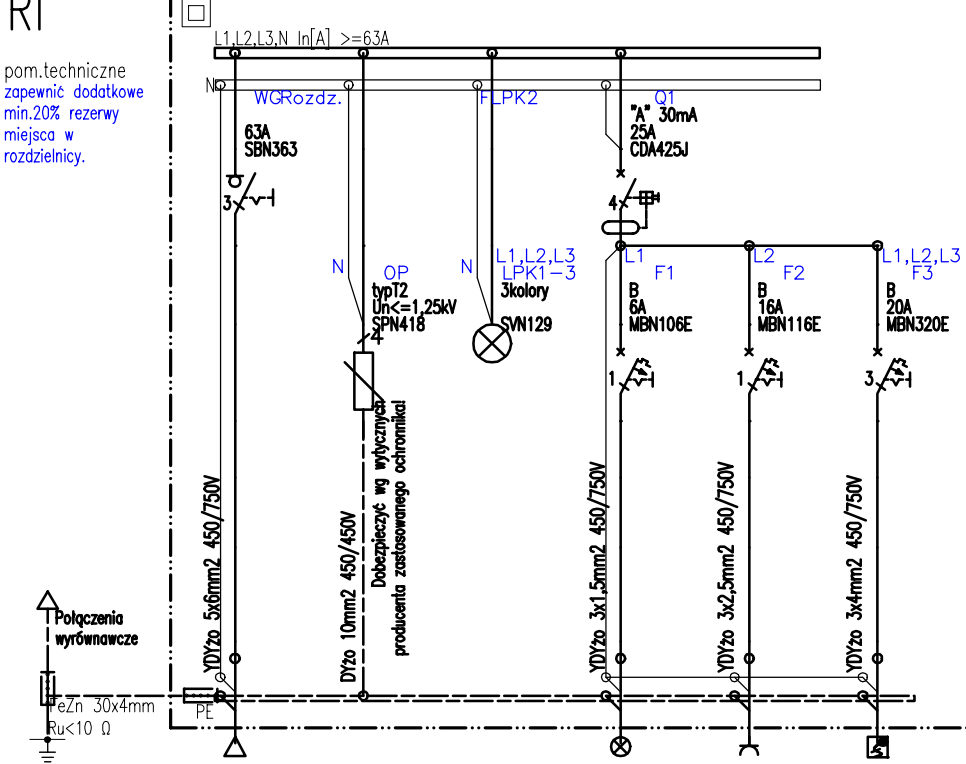 RI
L1,L2,L3,N In[A] >=63A
pom.techniczne
zapewnić dodatkowe
min.20% rezerwy
miejsca w
rozdzielnicy.
N
WGRozdz.
FLPK2
Q1
63A
SBN363
3
"A" 30mA
25A
CDA425J
4
N
OP
typT2
Un<=1,25kV
SPN418
4
N
L1,L2,L3
LPK1-3
3kolory
SVN129
L1
F1
B
6A
MBN106E
1
L2
F2
B
16A
MBN116E
1
L1,L2,L3
F3
B
20A
MBN320E
3
YDYżo 5x6mm2 450/750V
DYżo 10mm2 450/450V
Dobezpieczyć wg wytycznych
producenta zastosowanego ochronnika!
YDYżo 3x1,5mm2 450/750V
YDYżo 3x2,5mm2 450/750V
YDYżo 3x4mm2 450/750V
Połączenia
wyrównawcze
FeZn 30x4mm
Ru<10 Ω
PE